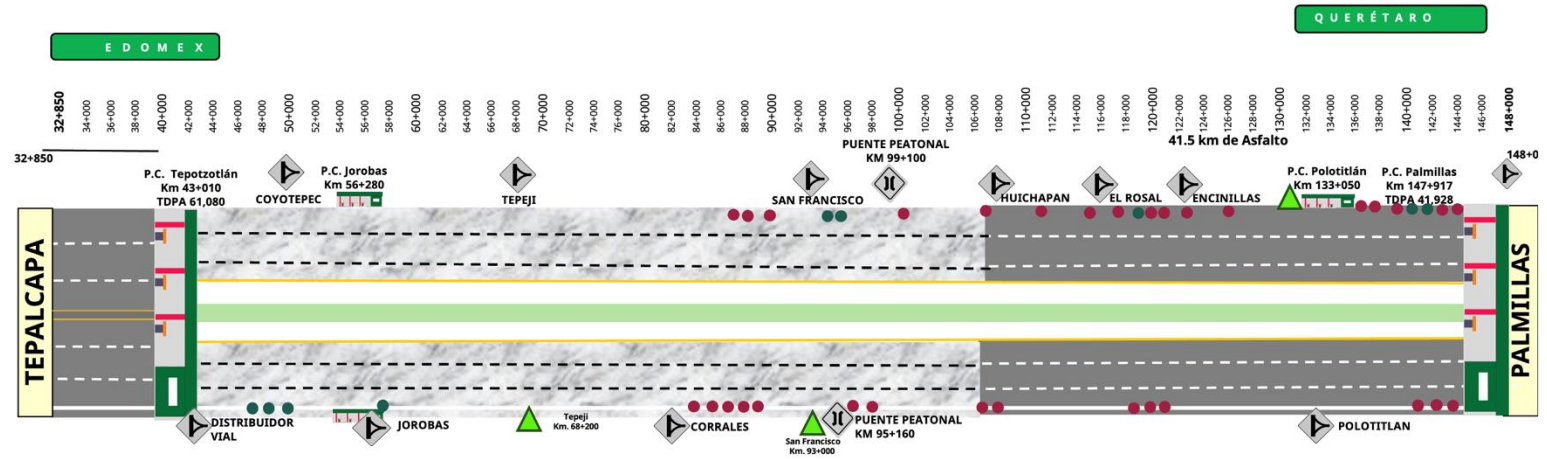 EDOMEX
QUERÉTARO
32+850
34+000
36+000
38+000
40+000
42+000
44+000
46+000
48+000
50+000
52+000
54+000
56+000
58+000
60+000
62+000
64+000
66+000
68+000
70+000
72+000
74+000
76+000
78+000
80+000
82+000
84+000
86+000
88+000
90+000
92+000
94+000
96+000
98+000
100+000
102+000
104+000
106+000
108+000
110+000
112+000
114+000
116+000
118+000
120+000
122+000
124+000
126+000
128+000
130+000
132+000
134+000
136+000
138+000
140+000
142+000
144+000
146+000
148+000
41.5 km de Asfalto
32+850
148+0
P.C. Tepotzotlán
Km 43+010
TDPA 61,080
COYOTEPEC
P.C. Jorobas
Km 56+280
TEPEJI
SAN FRANCISCO
PUENTE PEATONAL
KM 99+100
HUICHAPAN
EL ROSAL
ENCINILLAS
P.C. Polotitlán
Km 133+050
P.C. Palmillas
Km 147+917
TDPA 41,928
TEPALCAPA
PALMILLAS
DISTRIBUIDOR
VIAL
JOROBAS
Tepeji
Km. 68+200
CORRALES
San Francisco
Km. 93+000
PUENTE PEATONAL
KM 95+160
POLOTITLAN